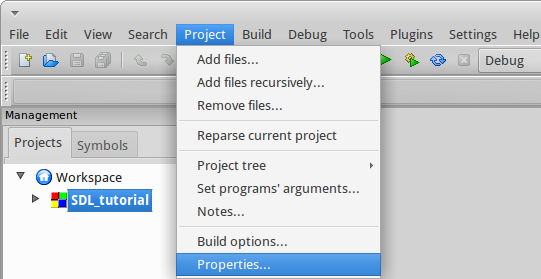 File Edit View Search Project Build Debug Tools Plugins Settings Help
Debug
Add files...
Add files recursively...
Remove files...
Reparse current project
Project tree
Set programs' arguments...
Notes...
Build options...
Properties...
Management
Projects Symbols
Workspace
SDL_tutorial